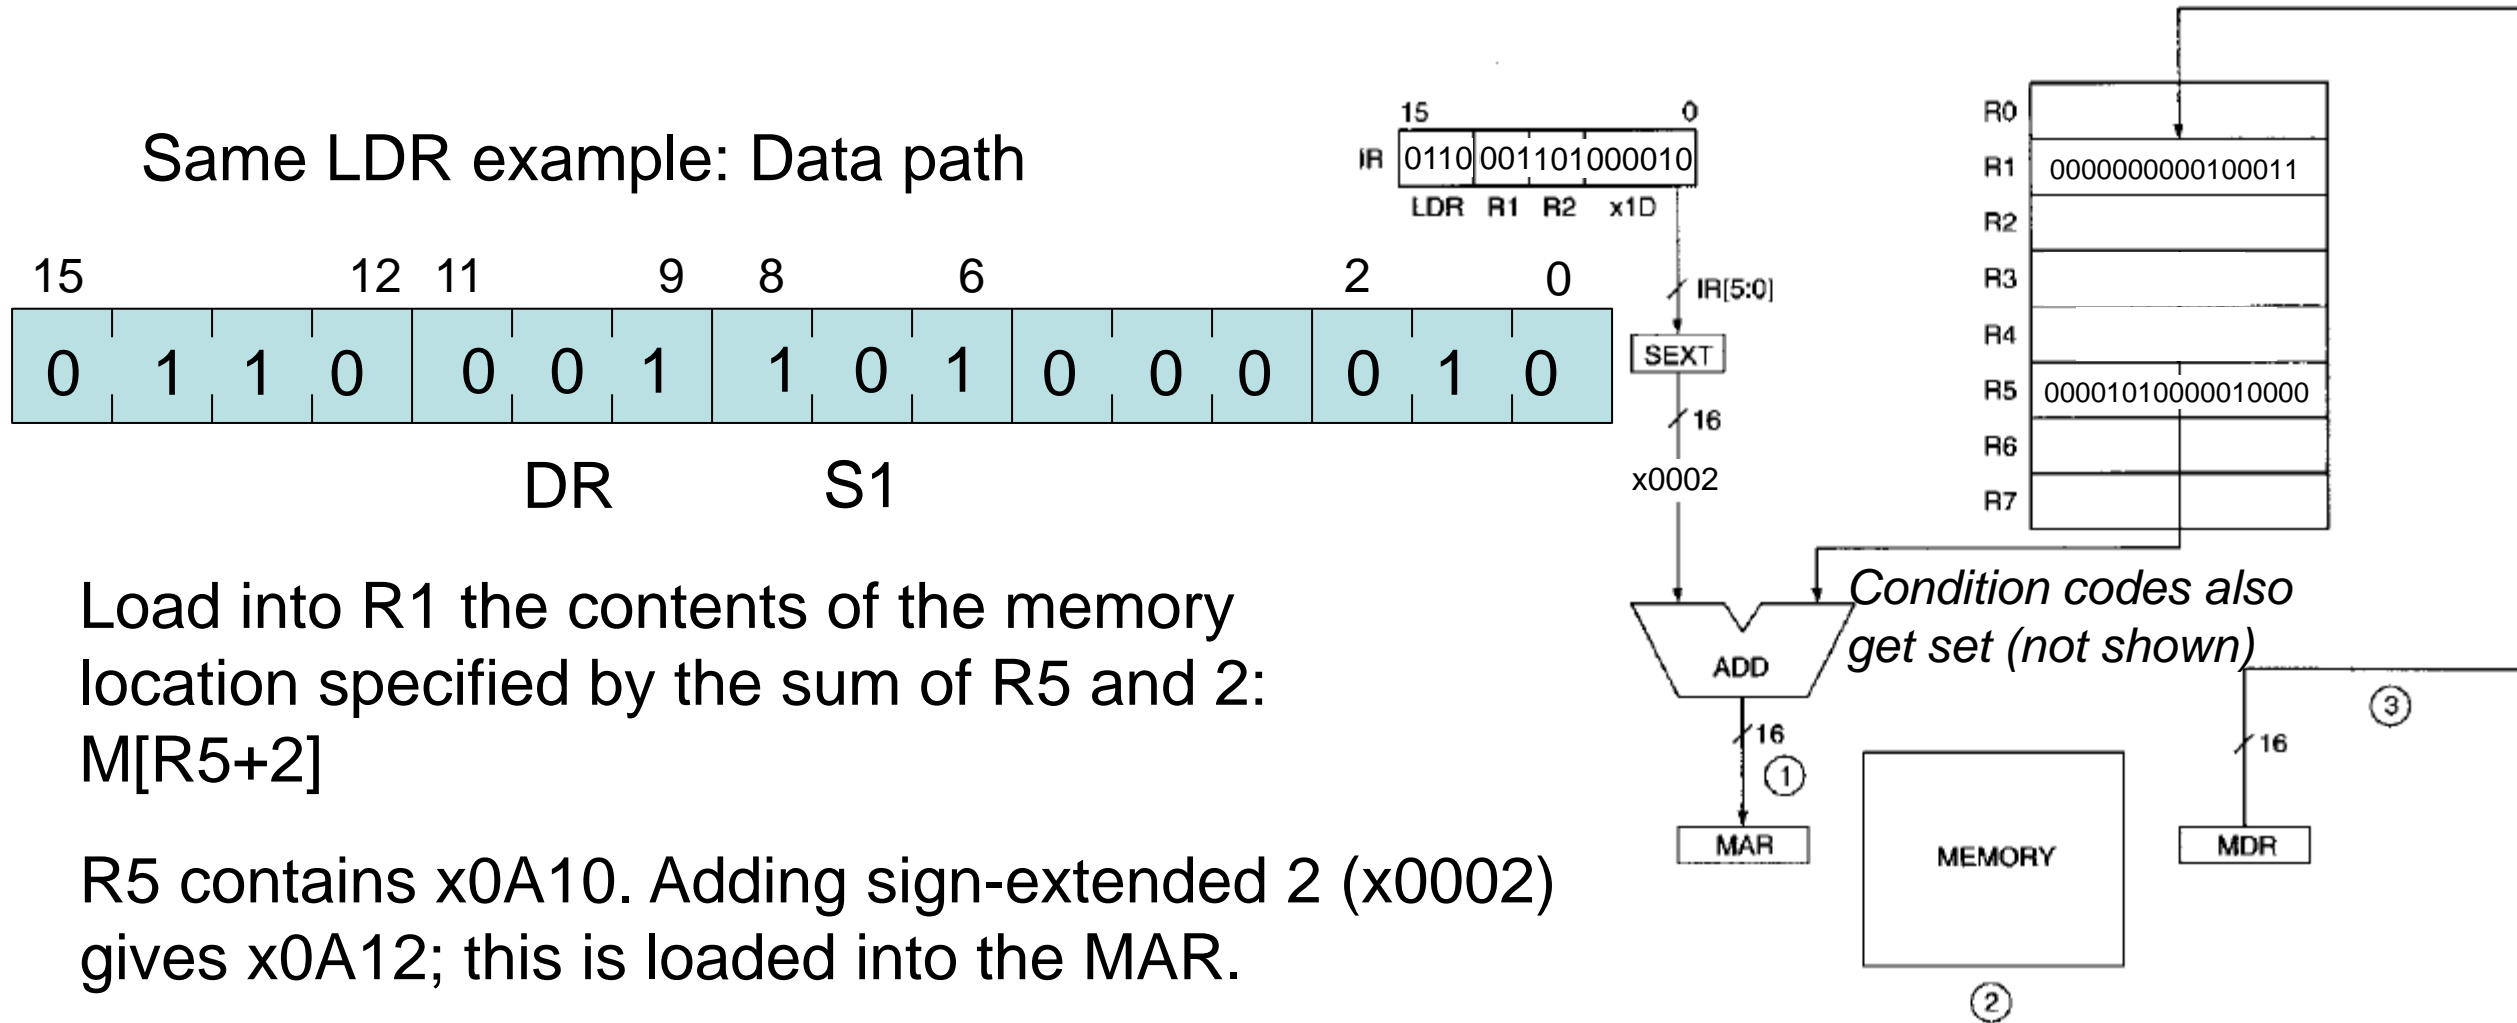 Same LDR example: Data path
15 12 11 9 8 6 2 0
0 1 1 0 0 0 1 1 0 1 0 0 0 0 1 0
DR S1
Load into R1 the contents of the memory
location specified by the sum of R5 and 2:
M[R5+2]
R5 contains x0A10. Adding sign-extended 2 (x0002)
gives x0A12; this is loaded into the MAR.
15 0
IR 0110 001 101 000010
LDR R1 R2 x1D
IR[5:0]
SEXT
16
x0002
ADD
16
1
MAR
R0
R1 0000000000100011
R2
R3
R4
R5 0000101000010000
R6
R7
Condition codes also
get set (not shown)
3
16
MEMORY
MDR
2